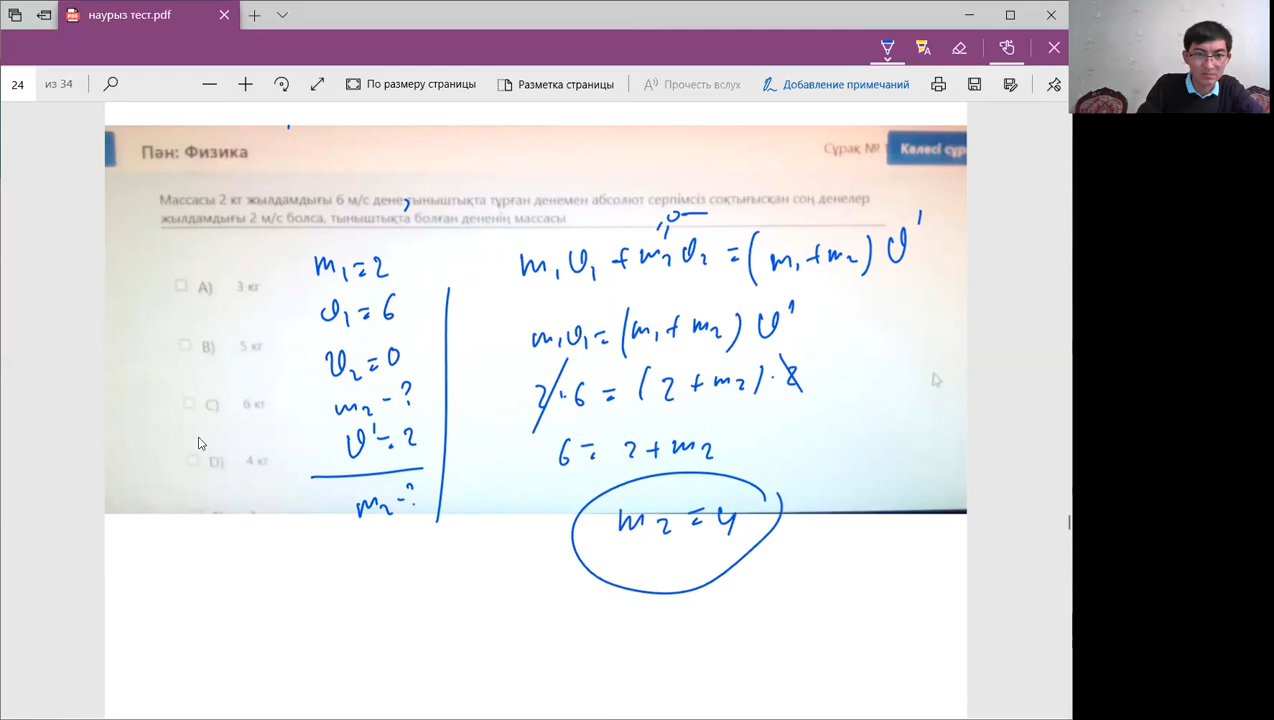 наурыз тест.pdf
24 из 34
По размеру страницы
Разметка страницы
Прочесть вслух
Добавление примечаний
Пән: Физика
Сұрақ №
Келесі сұр
Массасы 2 кг жылдамдығы 6 м/с дене, тыныштықта тұрған денемен абсолют серпімсіз соқтығысқан соң денелер
жылдамдығы 2 м/с болса, тыныштықта болған дененің массасы
A) 3 кг
B) 5 кг
C) 6 кг
D) 4 кг
m₁=2
υ₁=6
υ₂=0
m₂-?
υ'=2
m₂-?
m₁υ₁+m₂υ₂=(m₁+m₂)υ'
0
m₁υ₁=(m₁+m₂)υ'
2·6=(2+m₂)·2
6=2+m₂
m₂=4